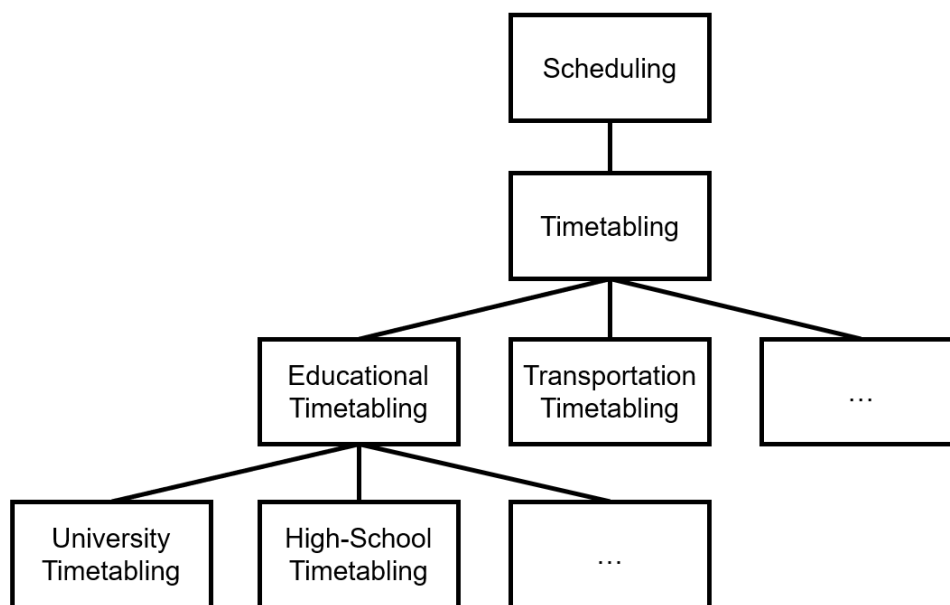 Scheduling
Timetabling
Educational
Timetabling
Transportation
Timetabling
...
University
Timetabling
High-School
Timetabling
...